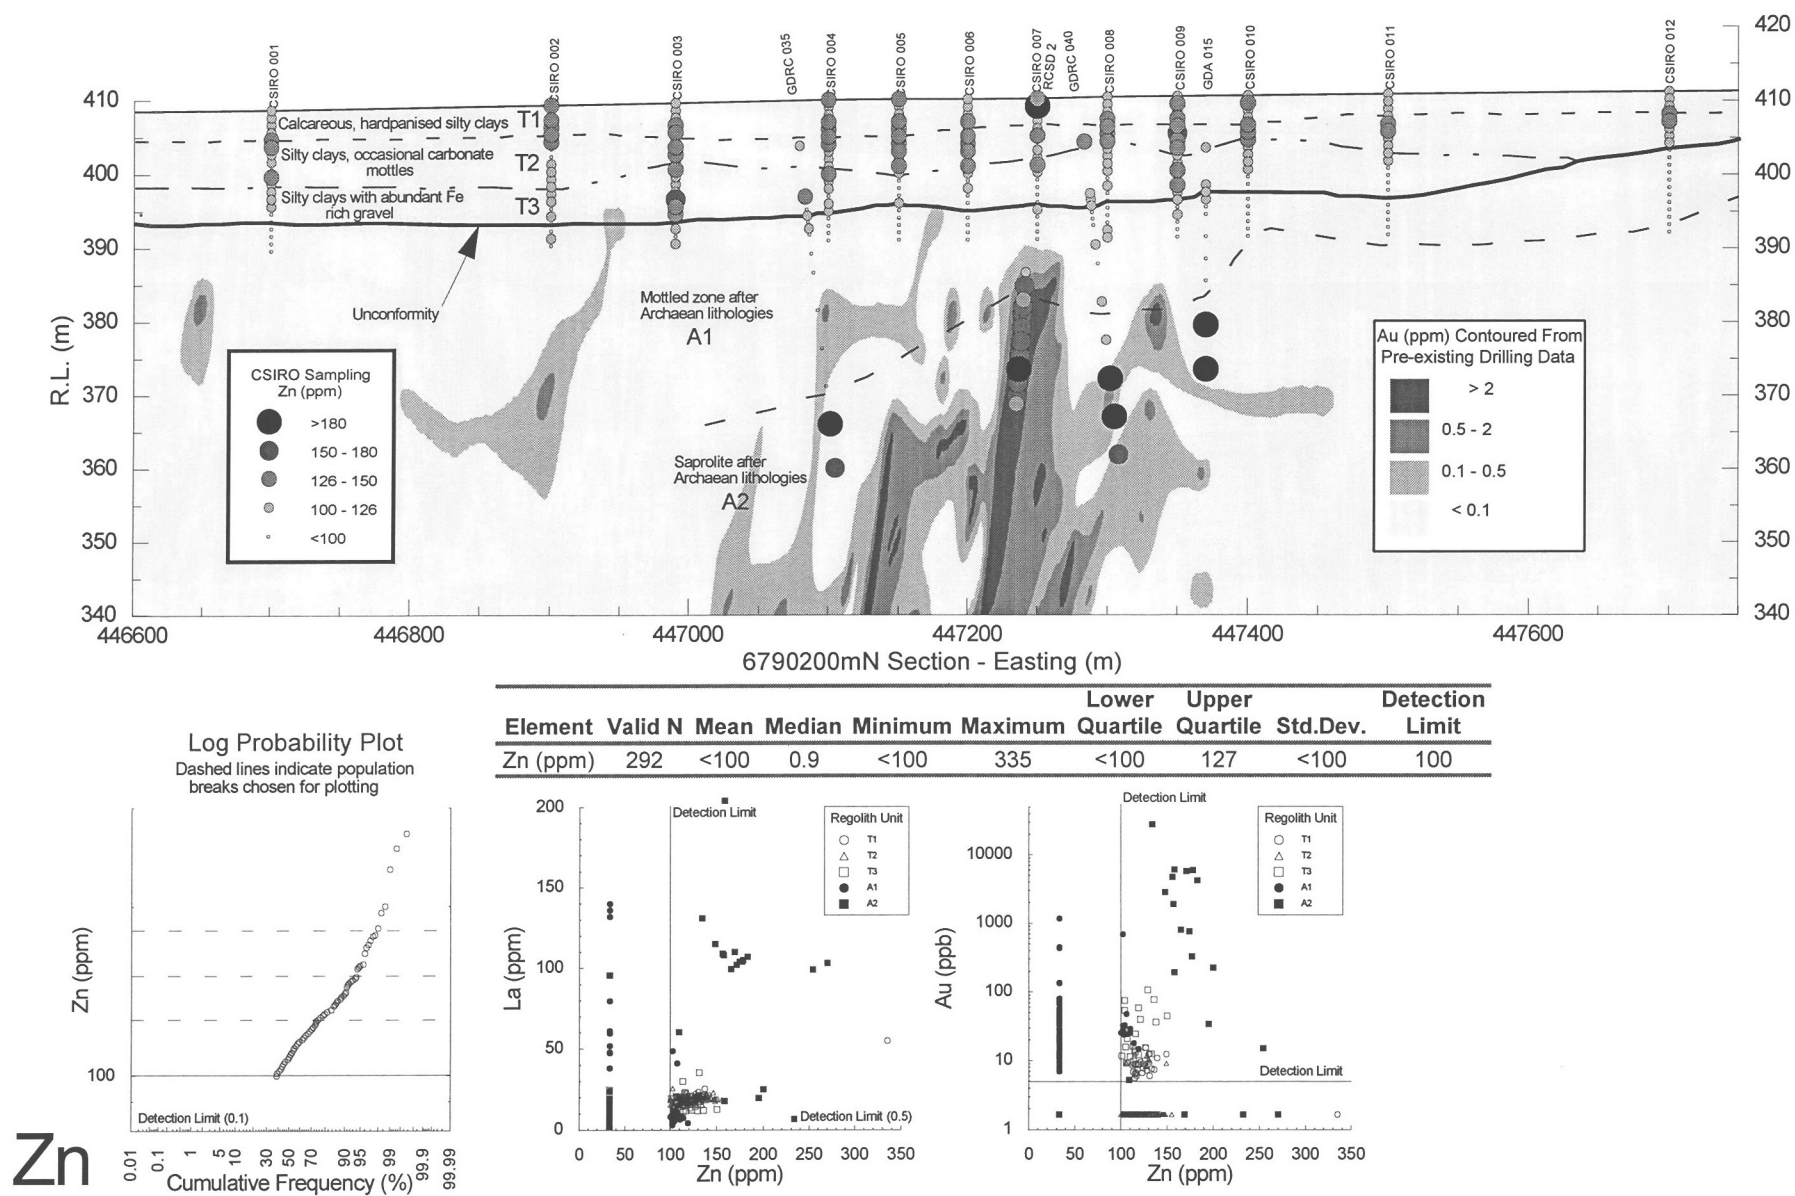 CSIRO 001
CSIRO 002
CSIRO 003
GDRC 035
CSIRO 004
CSIRO 005
CSIRO 006
CSIRO 007
RCSD 2
GDRC 040
CSIRO 008
CSIRO 009
GDA 015
CSIRO 010
CSIRO 011
CSIRO 012
420
410
400
390
380
370
360
350
340
410
400
390
380
370
360
350
340
R.L. (m)
Calcareous, hardpanised silty clays
T1
Silty clays, occasional carbonate
mottles
T2
Silty clays with abundant Fe
rich gravel
T3
Unconformity
Mottled zone after
Archaean lithologies
A1
Saprolite after
Archaean lithologies
A2
CSIRO Sampling
Zn (ppm)
>180
150 - 180
126 - 150
100 - 126
<100
Au (ppm) Contoured From
Pre-existing Drilling Data
> 2
0.5 - 2
0.1 - 0.5
< 0.1
446600 446800 447000 447200 447400 447600
6790200mN Section - Easting (m)
Element Valid N Mean Median Minimum Maximum Lower Quartile Upper Quartile Std.Dev. Detection Limit
Zn (ppm) 292 <100 0.9 <100 335 <100 127 <100 100
Log Probability Plot
Dashed lines indicate population
breaks chosen for plotting
Zn (ppm)
100
Detection Limit (0.1)
0.01 0.1 1 5 10 30 50 70 90 95 99 99.9 99.99
Cumulative Frequency (%)
La (ppm)
200
150
100
50
0
Detection Limit
Regolith Unit
T1
T2
T3
A1
A2
Detection Limit (0.5)
0 50 100 150 200 250 300 350
Zn (ppm)
Au (ppb)
10000
1000
100
10
1
Detection Limit
Regolith Unit
T1
T2
T3
A1
A2
Detection Limit
0 50 100 150 200 250 300 350
Zn (ppm)
Zn